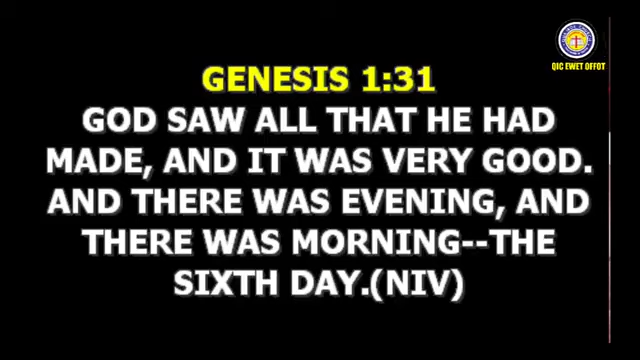 QIC EWET OFFOT
GENESIS 1:31
GOD SAW ALL THAT HE HAD
MADE, AND IT WAS VERY GOOD.
AND THERE WAS EVENING, AND
THERE WAS MORNING--THE
SIXTH DAY.(NIV)